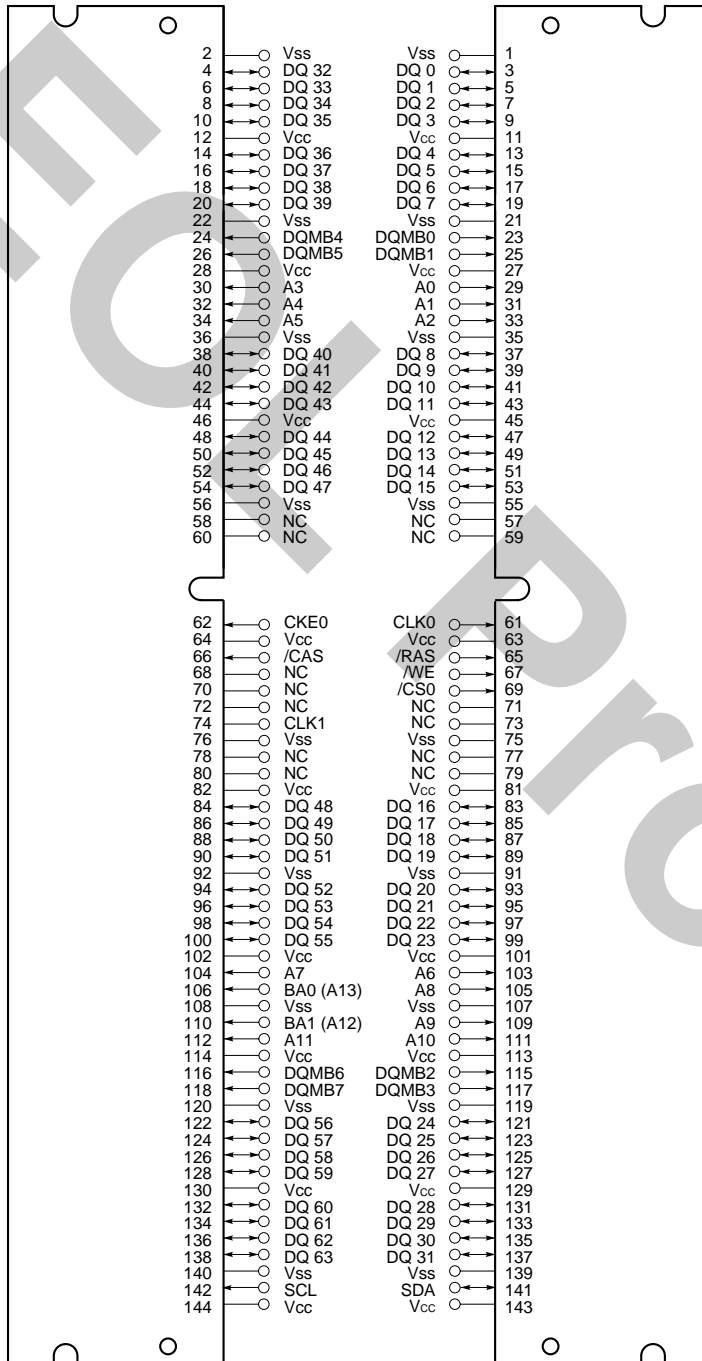 2 Vss Vss 1
4 DQ 32 DQ 0 3
6 DQ 33 DQ 1 5
8 DQ 34 DQ 2 7
10 DQ 35 DQ 3 9
12 Vcc Vcc 11
14 DQ 36 DQ 4 13
16 DQ 37 DQ 5 15
18 DQ 38 DQ 6 17
20 DQ 39 DQ 7 19
22 Vss Vss 21
24 DQMB4 DQMB0 23
26 DQMB5 DQMB1 25
28 Vcc Vcc 27
30 A3 A0 29
32 A4 A1 31
34 A5 A2 33
36 Vss Vss 35
38 DQ 40 DQ 8 37
40 DQ 41 DQ 9 39
42 DQ 42 DQ 10 41
44 DQ 43 DQ 11 43
46 Vcc Vcc 45
48 DQ 44 DQ 12 47
50 DQ 45 DQ 13 49
52 DQ 46 DQ 14 51
54 DQ 47 DQ 15 53
56 Vss Vss 55
58 NC NC 57
60 NC NC 59
62 CKE0 CLK0 61
64 Vcc Vcc 63
66 /CAS /RAS 65
68 NC /WE 67
70 NC /CS0 69
72 NC NC 71
74 CLK1 NC 73
76 Vss Vss 75
78 NC NC 77
80 NC NC 79
82 Vcc Vcc 81
84 DQ 48 DQ 16 83
86 DQ 49 DQ 17 85
88 DQ 50 DQ 18 87
90 DQ 51 DQ 19 89
92 Vss Vss 91
94 DQ 52 DQ 20 93
96 DQ 53 DQ 21 95
98 DQ 54 DQ 22 97
100 DQ 55 DQ 23 99
102 Vcc Vcc 101
104 A7 A6 103
106 BA0 (A13) A8 105
108 Vss Vss 107
110 BA1 (A12) A9 109
112 A11 A10 111
114 Vcc Vcc 113
116 DQMB6 DQMB2 115
118 DQMB7 DQMB3 117
120 Vss Vss 119
122 DQ 56 DQ 24 121
124 DQ 57 DQ 25 123
126 DQ 58 DQ 26 125
128 DQ 59 DQ 27 127
130 Vcc Vcc 129
132 DQ 60 DQ 28 131
134 DQ 61 DQ 29 133
136 DQ 62 DQ 30 135
138 DQ 63 DQ 31 137
140 Vss Vss 139
142 SCL SDA 141
144 Vcc Vcc 143
EOL Pro